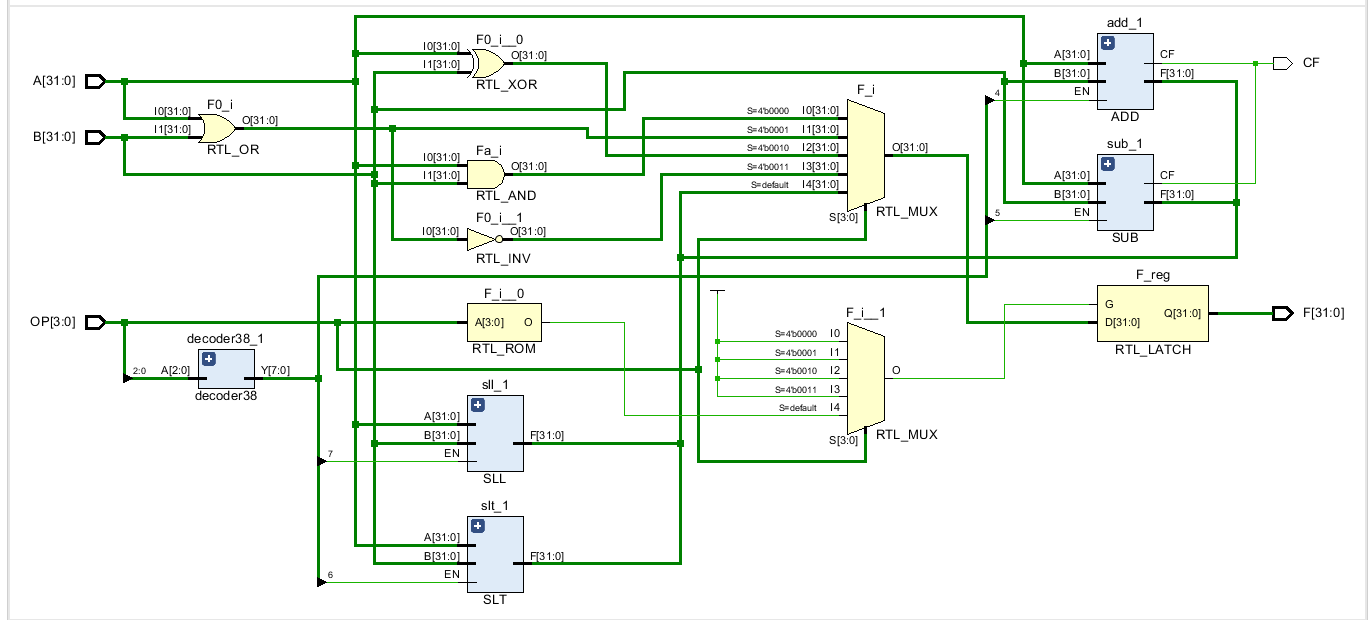 add_1
A[31:0] CF
B[31:0] F[31:0]
EN
ADD
CF
F0_i__0
I0[31:0] O[31:0]
I1[31:0]
RTL_XOR
A[31:0]
F0_i
I0[31:0] O[31:0]
I1[31:0]
RTL_OR
B[31:0]
4
F_i
S=4'b0000 I0[31:0]
S=4'b0001 I1[31:0]
S=4'b0010 I2[31:0] O[31:0]
S=4'b0011 I3[31:0]
S=default I4[31:0]
S[3:0] RTL_MUX
sub_1
A[31:0] CF
B[31:0] F[31:0]
EN
SUB
5
Fa_i
I0[31:0] O[31:0]
I1[31:0]
RTL_AND
F0_i__1
I0[31:0] O[31:0]
RTL_INV
F_reg
G
D[31:0] Q[31:0]
RTL_LATCH
F[31:0]
OP[3:0]
F_i__0
A[3:0] O
RTL_ROM
decoder38_1
2:0 A[2:0] Y[7:0]
decoder38
F_i__1
S=4'b0000 I0
S=4'b0001 I1
S=4'b0010 I2 O
S=4'b0011 I3
S=default I4
S[3:0] RTL_MUX
sll_1
A[31:0]
B[31:0] F[31:0]
7 EN
SLL
slt_1
A[31:0]
B[31:0] F[31:0]
6 EN
SLT